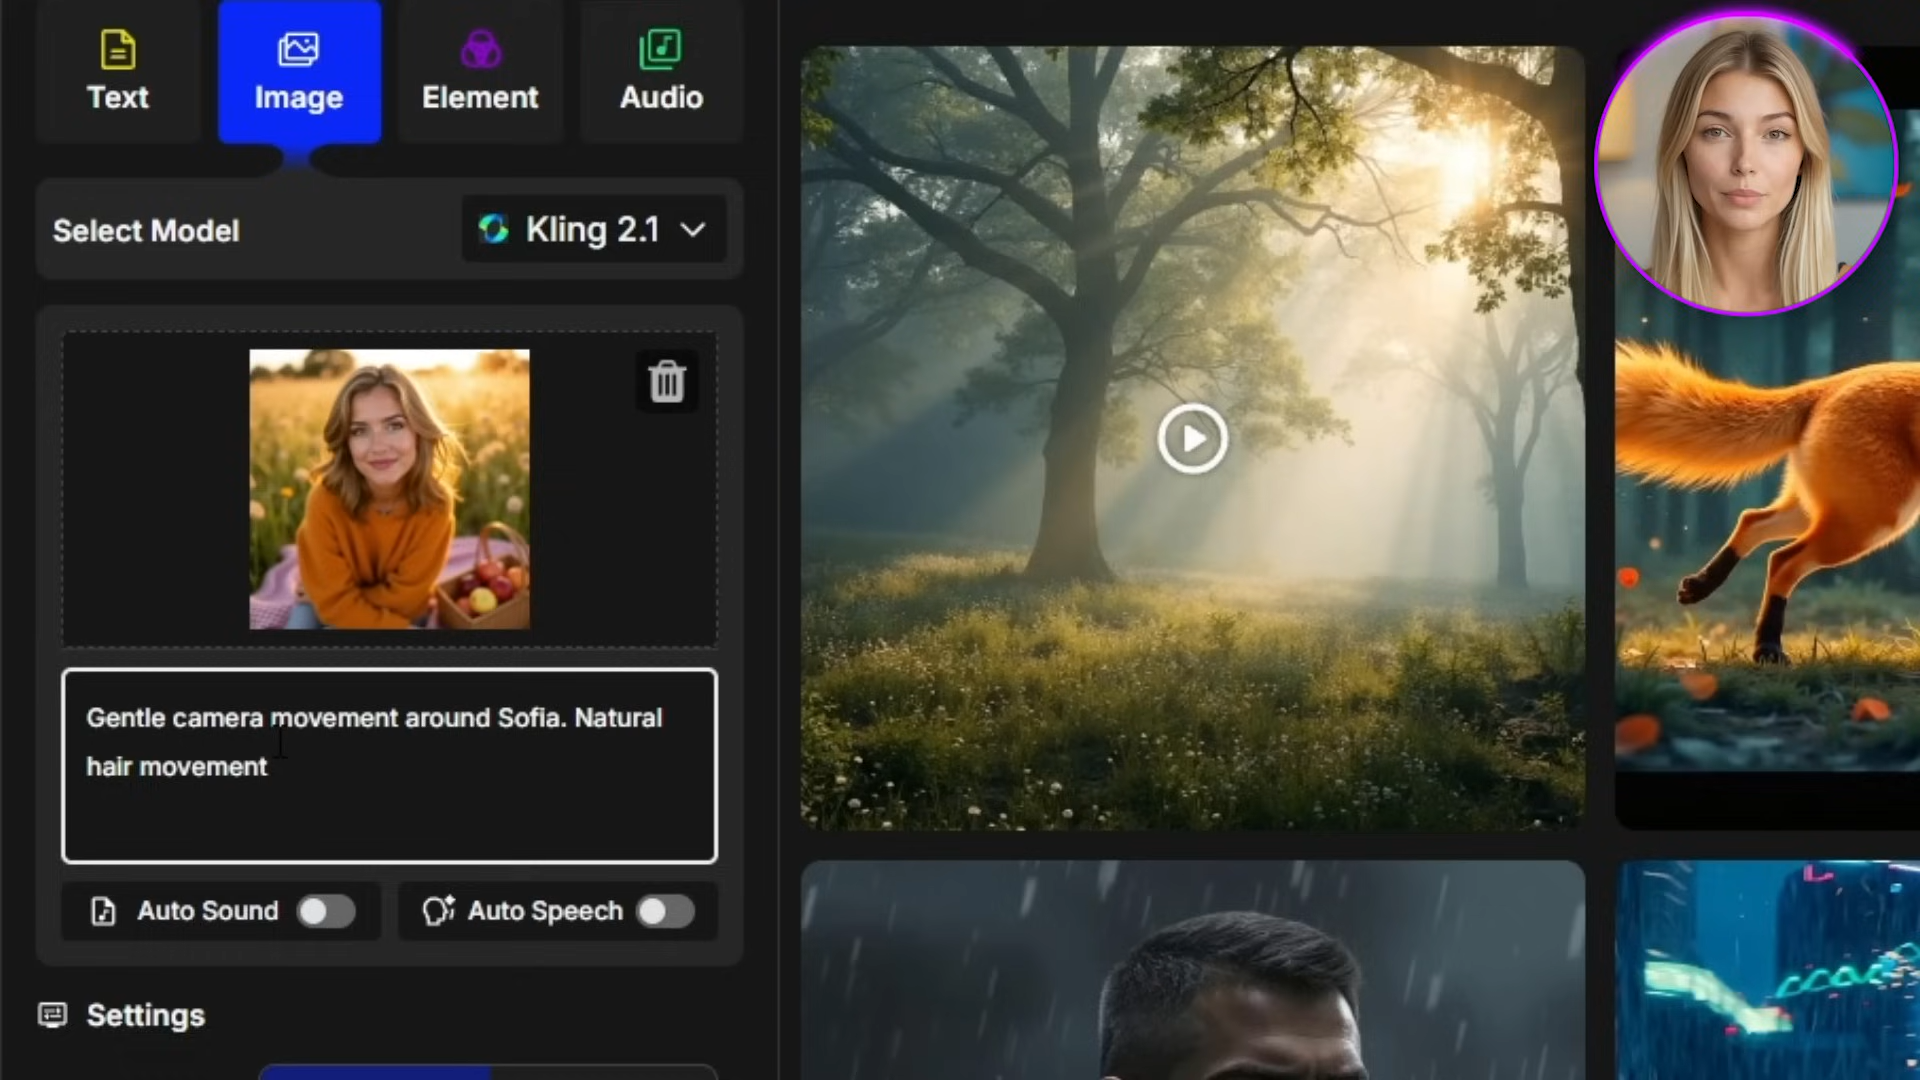 Text
Image
Element
Audio
Select Model
Kling 2.1
Gentle camera movement around Sofia. Natural
hair movement
Auto Sound
Auto Speech
Settings